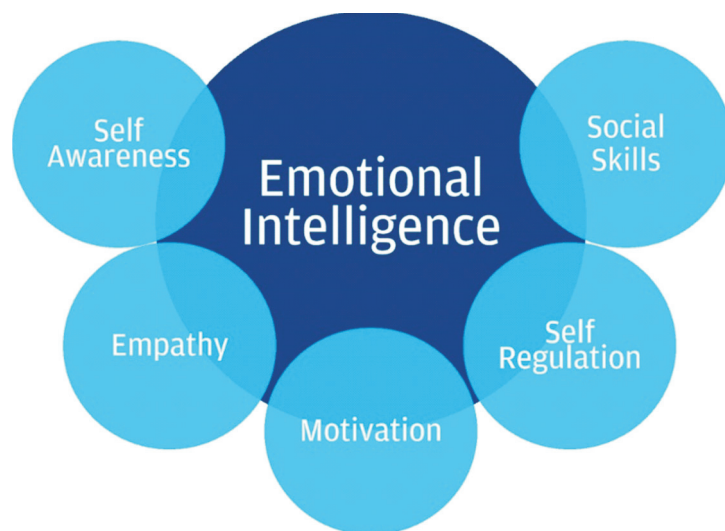 Self
Awareness
Social
Skills
Emotional
Intelligence
Empathy
Self
Regulation
Motivation